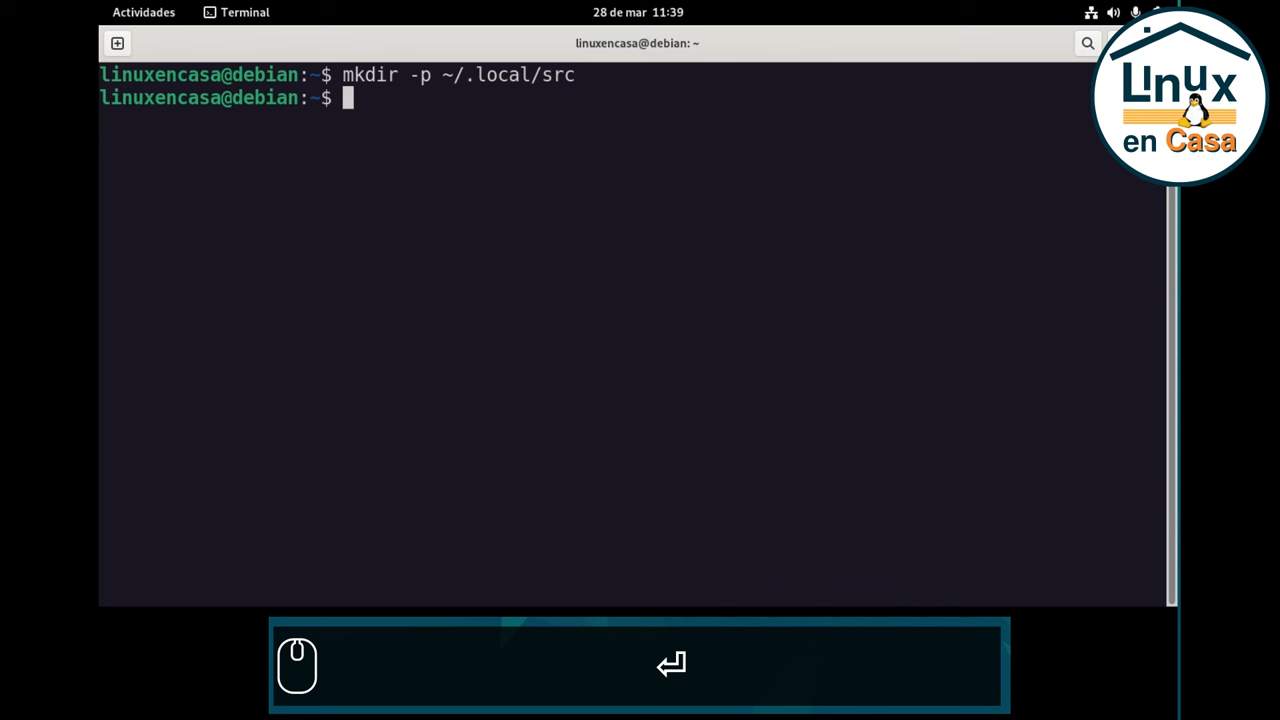 Actividades Terminal 28 de mar 11:39
linuxencasa@debian: ~
linuxencasa@debian:~$ mkdir -p ~/.local/src
linuxencasa@debian:~$
Linux
en Casa